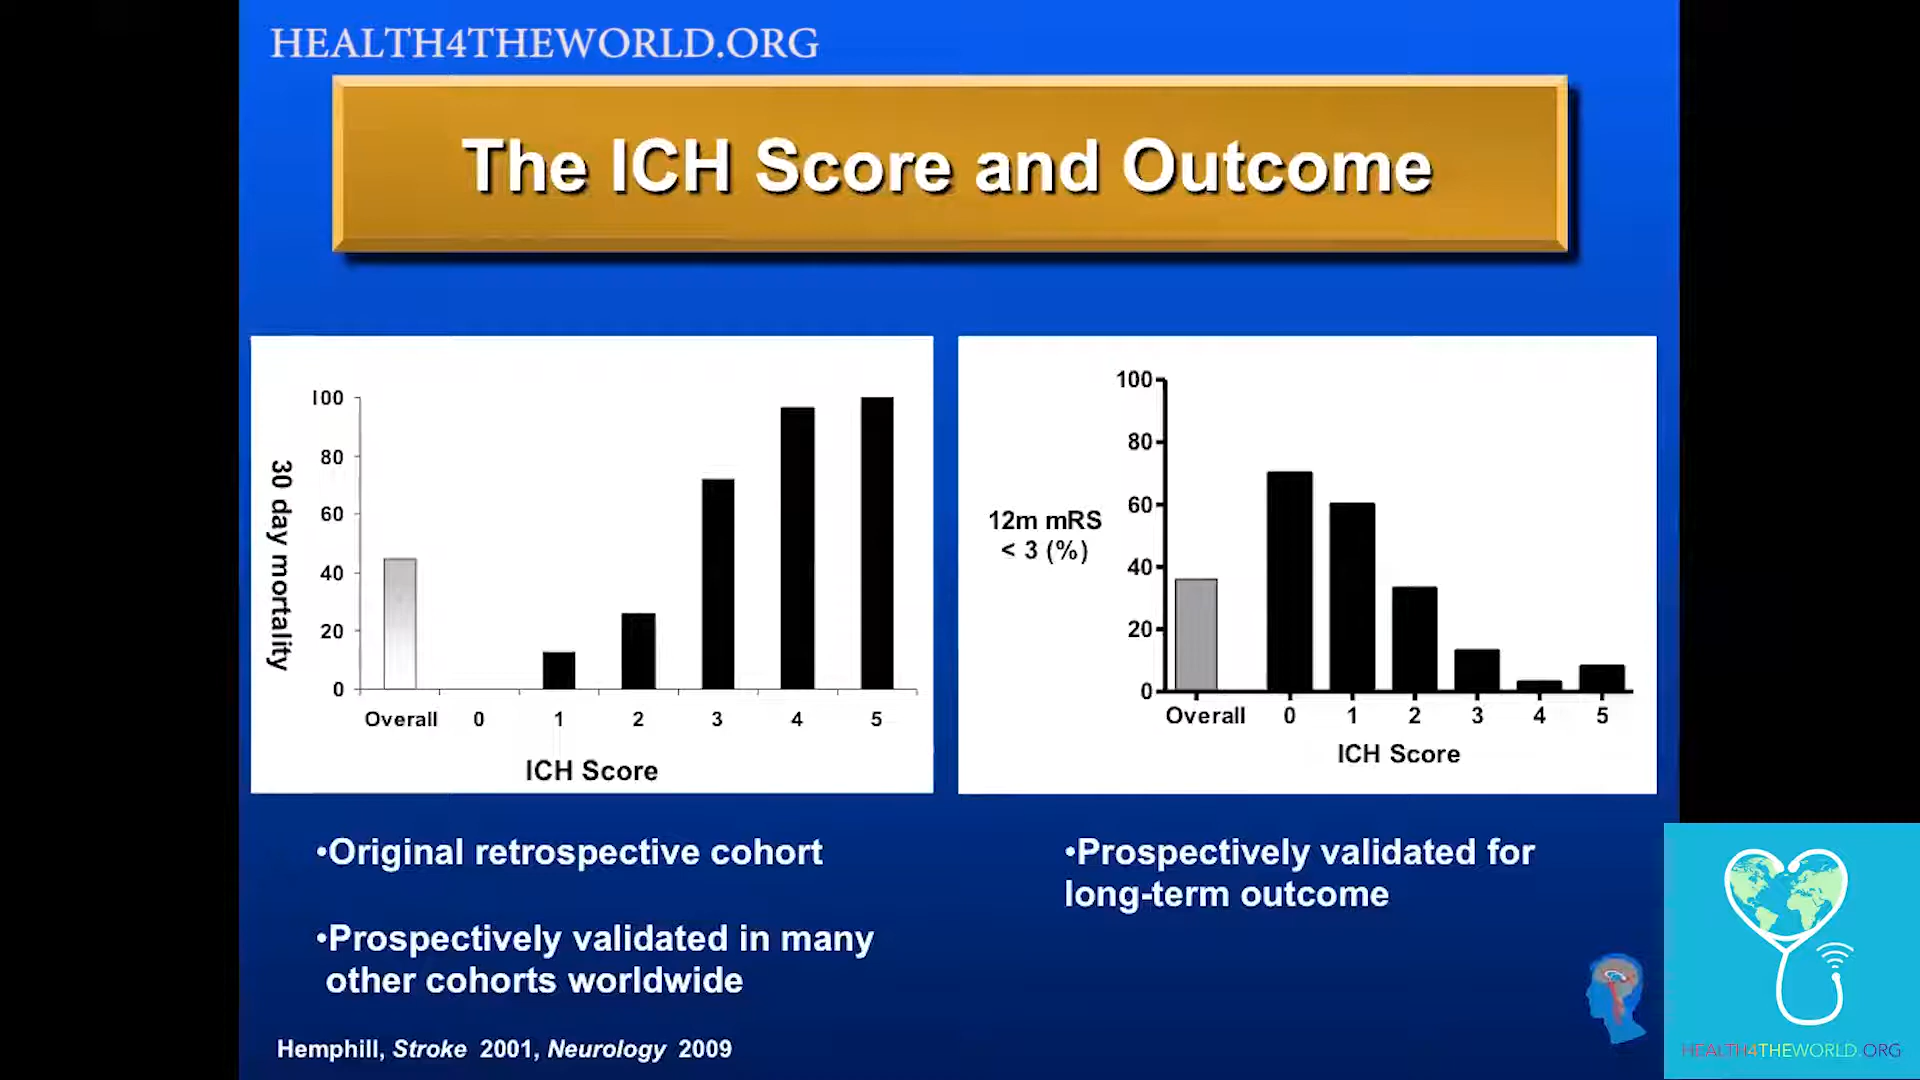 HEALTH4THEWORLD.ORG
The ICH Score and Outcome
30 day mortality
100
80
60
40
20
0
Overall 0 1 2 3 4 5
ICH Score
12m mRS
< 3 (%)
100
80
60
40
20
0
Overall 0 1 2 3 4 5
ICH Score
•Original retrospective cohort
•Prospectively validated in many
other cohorts worldwide
•Prospectively validated for
long-term outcome
Hemphill, Stroke 2001, Neurology 2009
HEALTH4THEWORLD.ORG